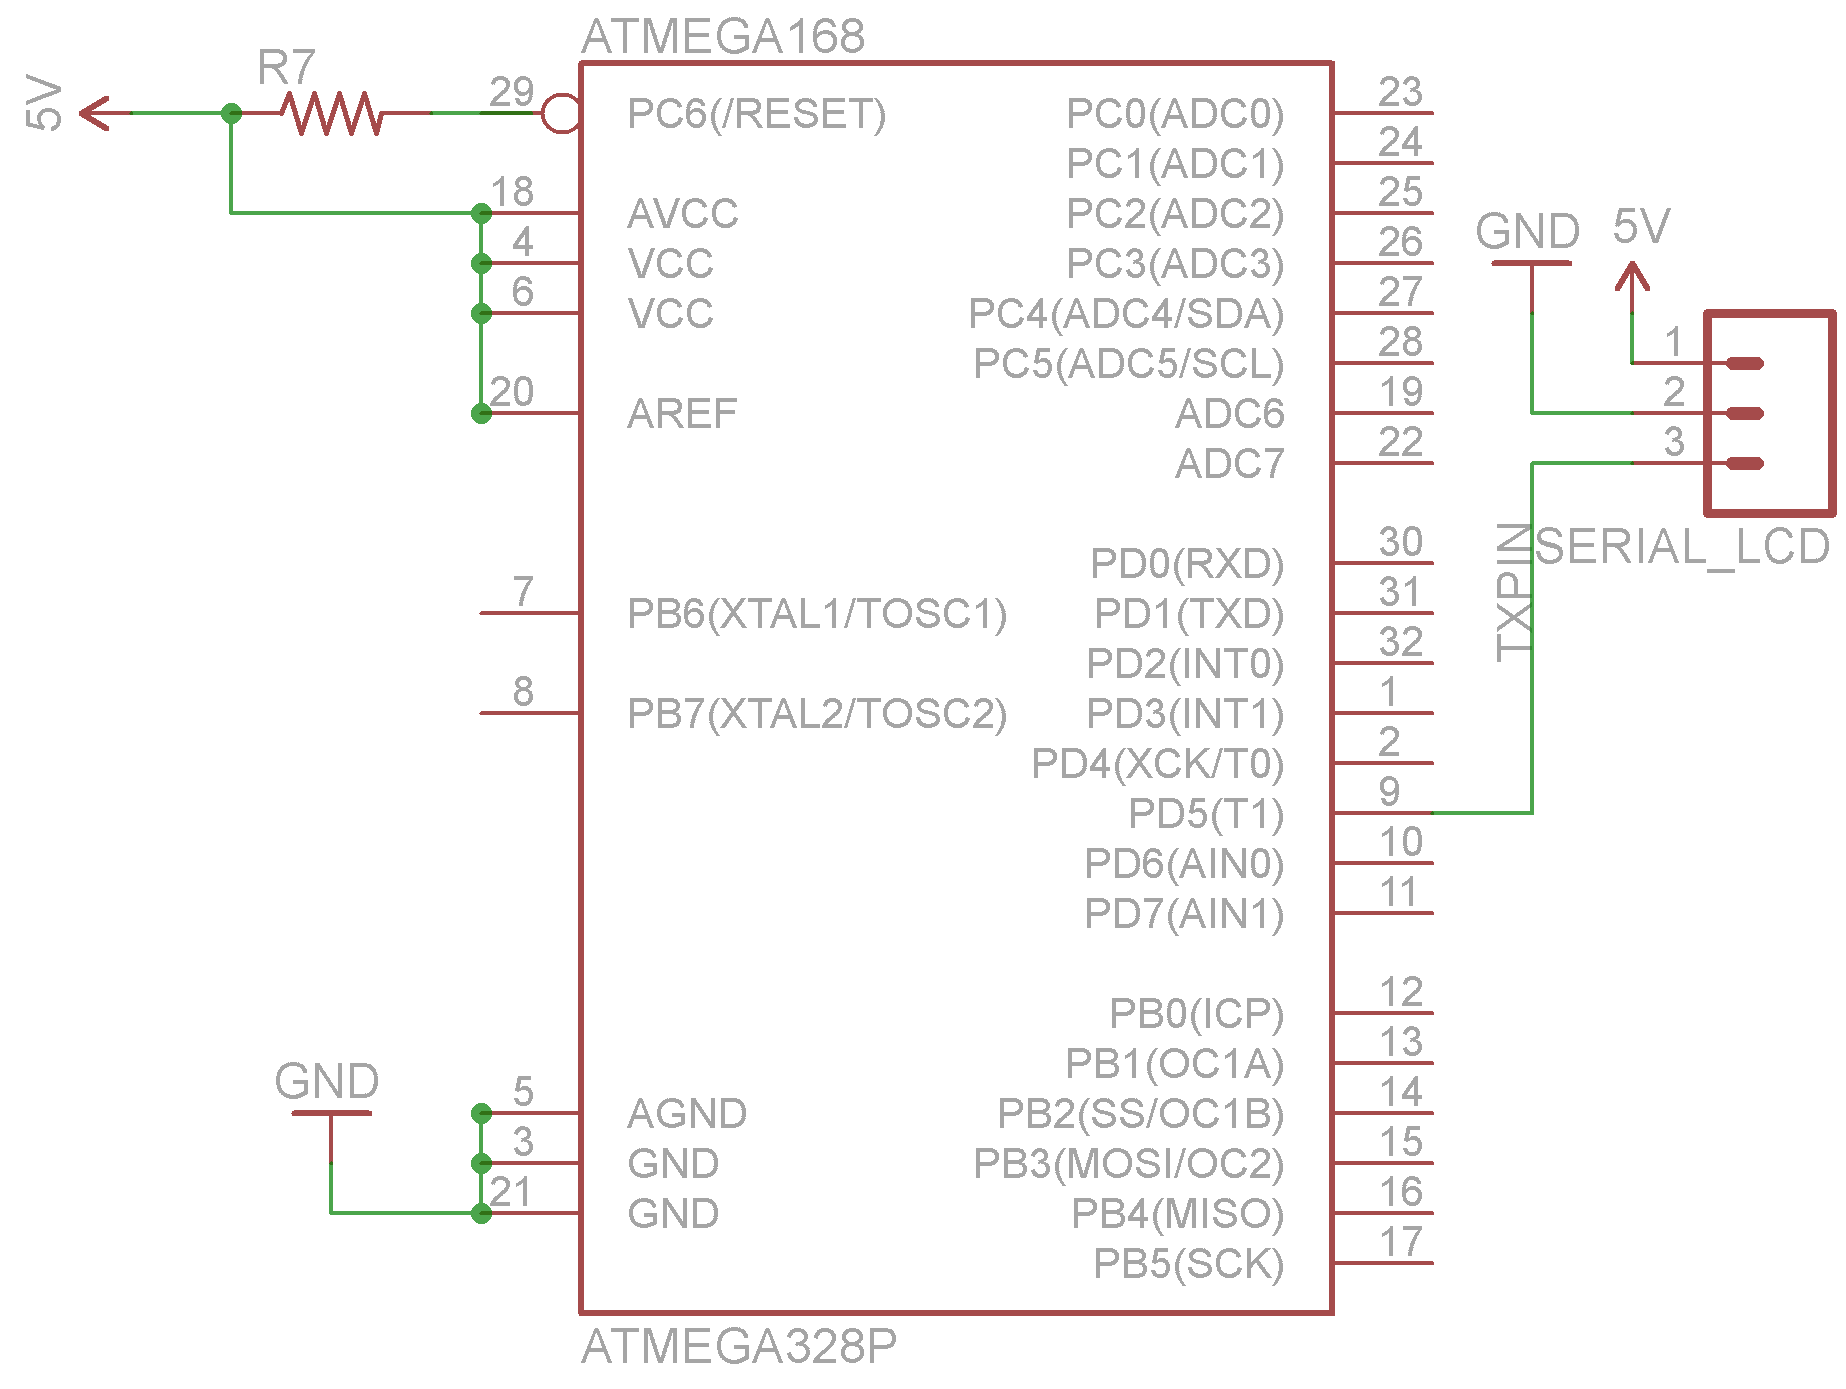 ATMEGA168
5V
R7
29
PC6(/RESET)
18
AVCC
4
VCC
6
VCC
20
AREF
7
PB6(XTAL1/TOSC1)
8
PB7(XTAL2/TOSC2)
GND
5
AGND
3
GND
21
GND
PC0(ADC0)
23
PC1(ADC1)
24
PC2(ADC2)
25
PC3(ADC3)
26
PC4(ADC4/SDA)
27
PC5(ADC5/SCL)
28
ADC6
19
ADC7
22
PD0(RXD)
30
PD1(TXD)
31
PD2(INT0)
32
PD3(INT1)
1
PD4(XCK/T0)
2
PD5(T1)
9
PD6(AIN0)
10
PD7(AIN1)
11
PB0(ICP)
12
PB1(OC1A)
13
PB2(SS/OC1B)
14
PB3(MOSI/OC2)
15
PB4(MISO)
16
PB5(SCK)
17
GND
5V
1
2
3
SERIAL_LCD
TXPIN
ATMEGA328P